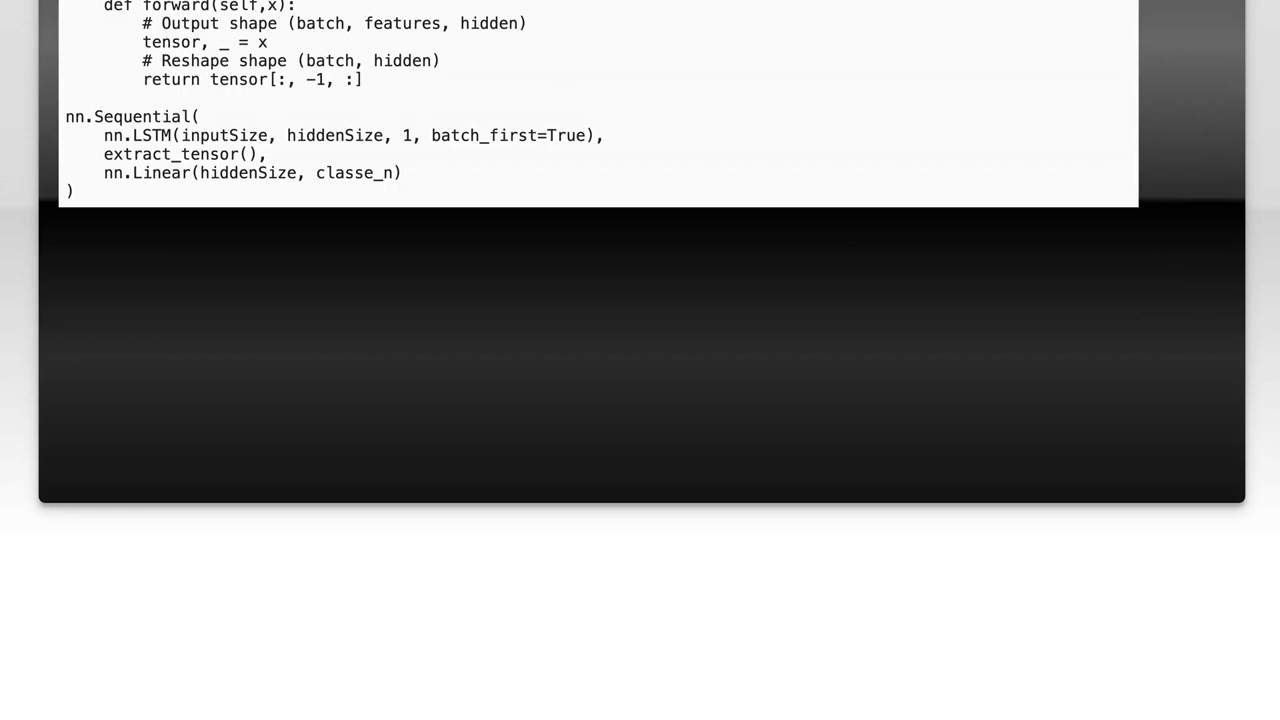 def forward(self,x):
# Output shape (batch, features, hidden)
tensor, _ = x
# Reshape shape (batch, hidden)
return tensor[:, -1, :]
nn.Sequential(
nn.LSTM(inputSize, hiddenSize, 1, batch_first=True),
extract_tensor(),
nn.Linear(hiddenSize, classe_n)
)